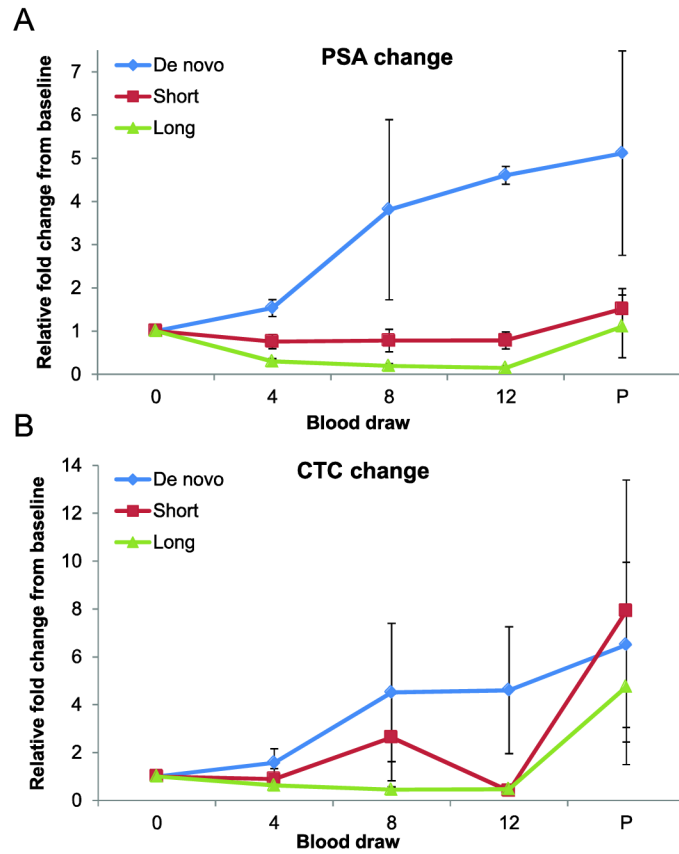 A
PSA change
De novo
Short
Long
Relative fold change from baseline
7
6
5
4
3
2
1
0
0 4 8 12 P
Blood draw
B
CTC change
De novo
Short
Long
Relative fold change from baseline
14
12
10
8
6
4
2
0
0 4 8 12 P
Blood draw